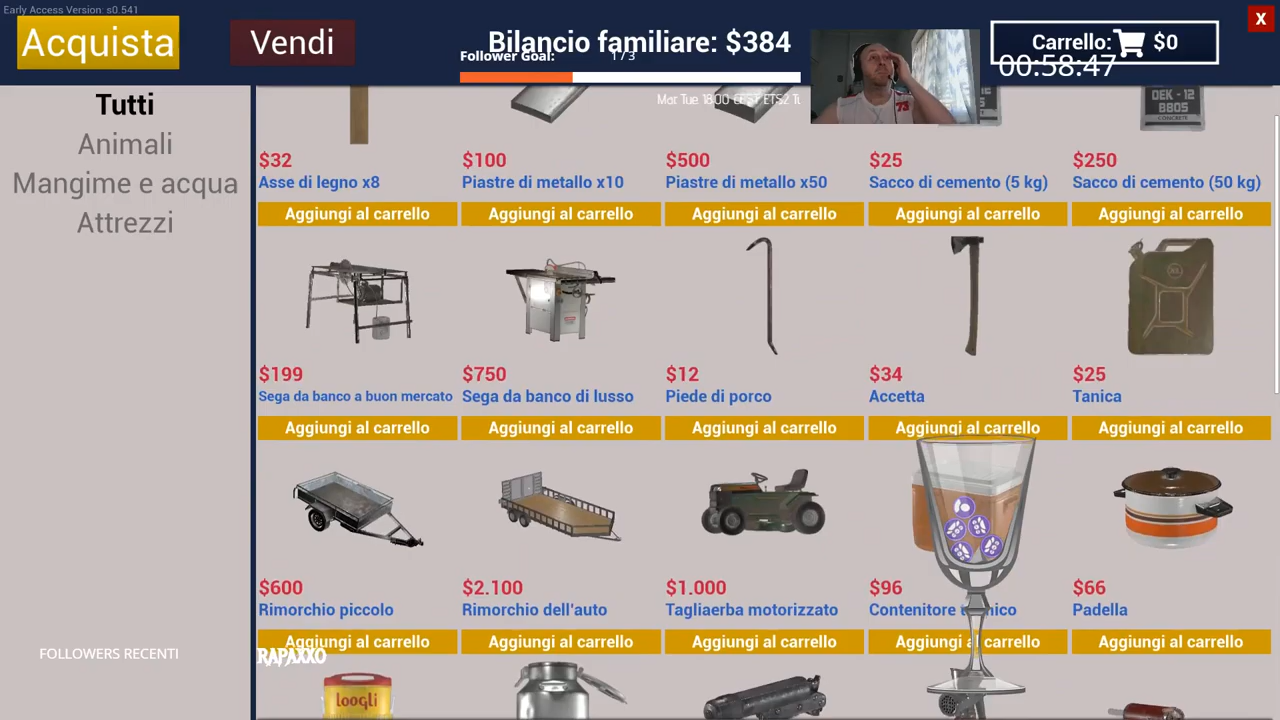 Early Access Version: s0.541
Acquista
Vendi
Bilancio familiare: $384
Follower Goal: 1 / 3
Carrello: $0
X
00:58:47
Tutti
Animali
Mangime e acqua
Attrezzi
DEK - 12
BB05
CONCRETE
$32 $100 $500 $25 $250
Asse di legno x8 Piastre di metallo x10 Piastre di metallo x50 Sacco di cemento (5 kg) Sacco di cemento (50 kg)
Aggiungi al carrello Aggiungi al carrello Aggiungi al carrello Aggiungi al carrello Aggiungi al carrello
$199 $750 $12 $34 $25
Sega da banco a buon mercato Sega da banco di lusso Piede di porco Accetta Tanica
Aggiungi al carrello Aggiungi al carrello Aggiungi al carrello Aggiungi al carrello Aggiungi al carrello
$600 $2.100 $1.000 $96 $66
Rimorchio piccolo Rimorchio dell'auto Tagliaerba motorizzato Contenitore Padella
Aggiungi al carrello Aggiungi al carrello Aggiungi al carrello Aggiungi al carrello Aggiungi al carrello
FOLLOWERS RECENTI
RAPAXXO
loogli